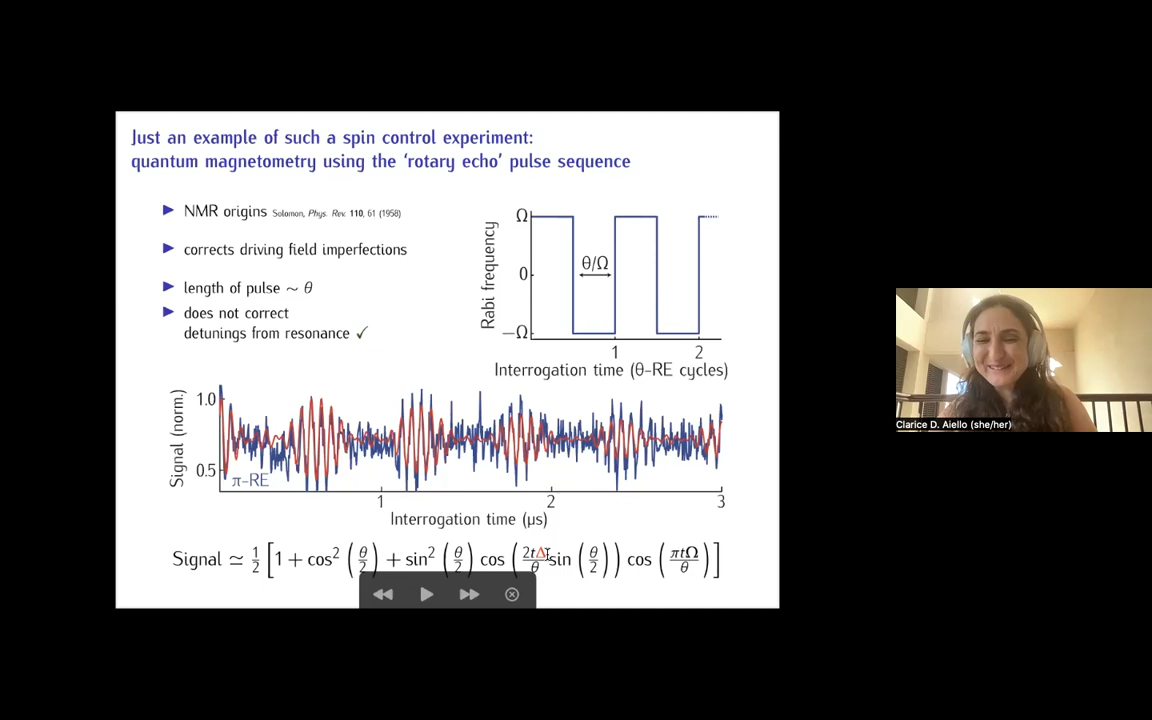 Just an example of such a spin control experiment:
quantum magnetometry using the ‘rotary echo’ pulse sequence
NMR origins Solomon, Phys. Rev. 110, 61 (1958)
corrects driving field imperfections
length of pulse ~ θ
does not correct
detunings from resonance ✓
Rabi frequency
Ω
0
−Ω
θ/Ω
1
2
Interrogation time (θ-RE cycles)
Signal (norm.)
1.0
0.5
π-RE
1
2
3
Interrogation time (μs)
Signal ≃ 1/2 [1 + cos² (θ/2) + sin² (θ/2) cos (2tΔ/θ sin (θ/2)) cos (πtΩ/θ)]
Clarice D. Aiello (she/her)